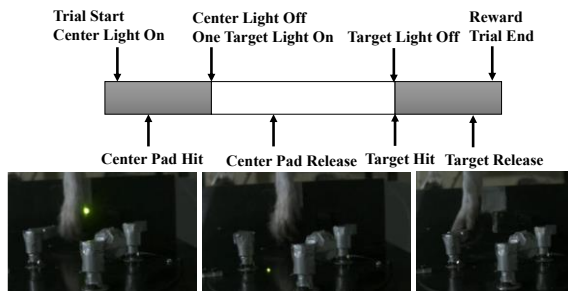 Trial Start
Center Light On
Center Light Off
One Target Light On
Target Light Off
Reward
Trial End
Center Pad Hit
Center Pad Release
Target Hit
Target Release